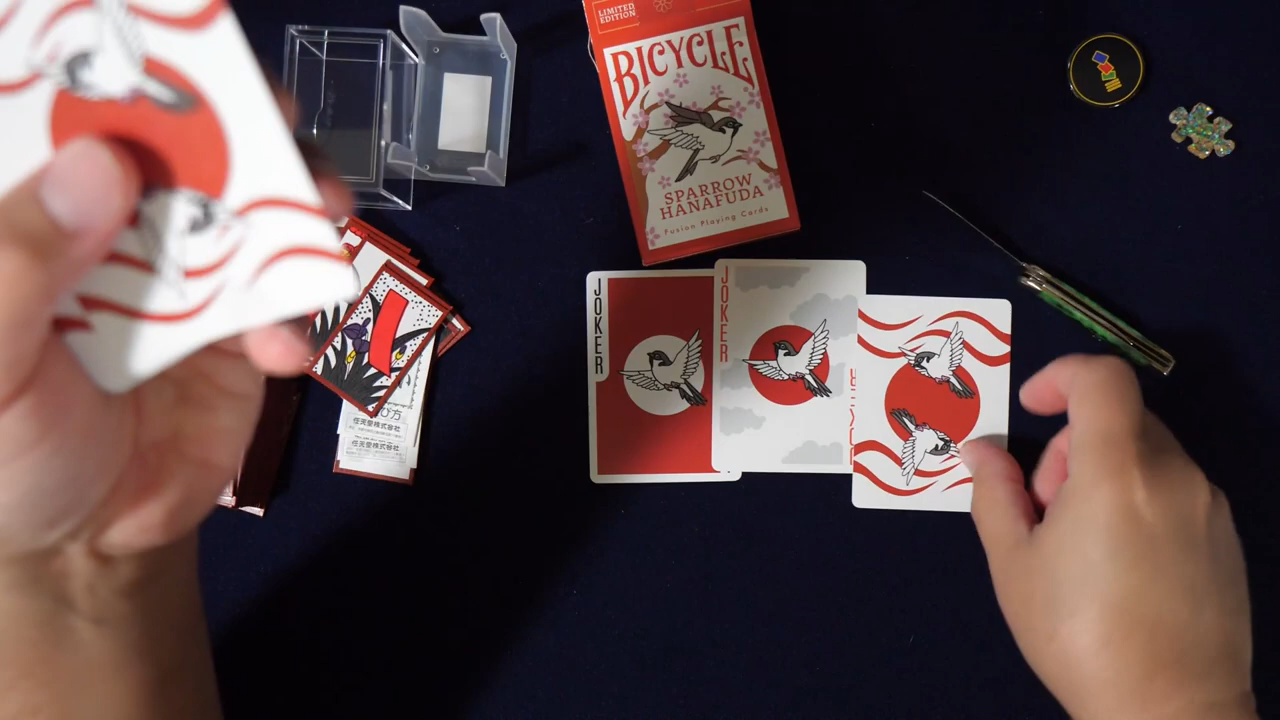 LIMITED
EDITION
BICYCLE
SPARROW
HANAFUDA
Fusion Playing Cards
JOKER
JOKER
任天堂株式会社
任天堂株式会社